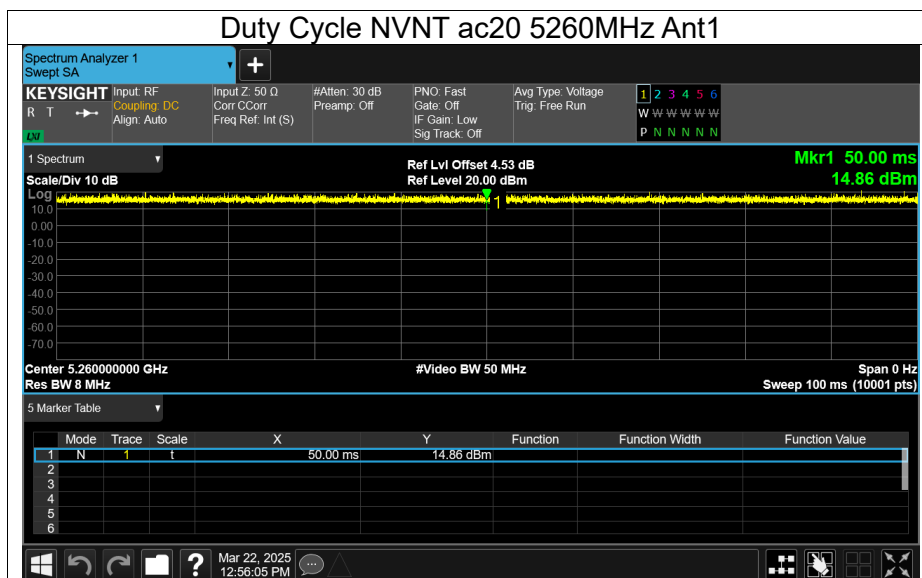 Duty Cycle NVNT ac20 5260MHz Ant1
Spectrum Analyzer 1
Swept SA
KEYSIGHT Input: RF Input Z: 50 Ω #Atten: 30 dB PNO: Fast Avg Type: Voltage 1 2 3 4 5 6
R T Coupling: DC Corr CCorr Preamp: Off Gate: Off Trig: Free Run W W W W W W
Align: Auto Freq Ref: Int (S) IF Gain: Low P N N N N N
LXI Sig Track: Off
1 Spectrum Ref Lvl Offset 4.53 dB Mkr1 50.00 ms
Scale/Div 10 dB Ref Level 20.00 dBm 14.86 dBm
Log
1
10.0
0.00
-10.0
-20.0
-30.0
-40.0
-50.0
-60.0
-70.0
Center 5.260000000 GHz #Video BW 50 MHz Span 0 Hz
Res BW 8 MHz Sweep 100 ms (10001 pts)
5 Marker Table
Mode Trace Scale X Y Function Function Width Function Value
1 N 1 t 50.00 ms 14.86 dBm
2
3
4
5
6
? Mar 22, 2025
12:56:05 PM